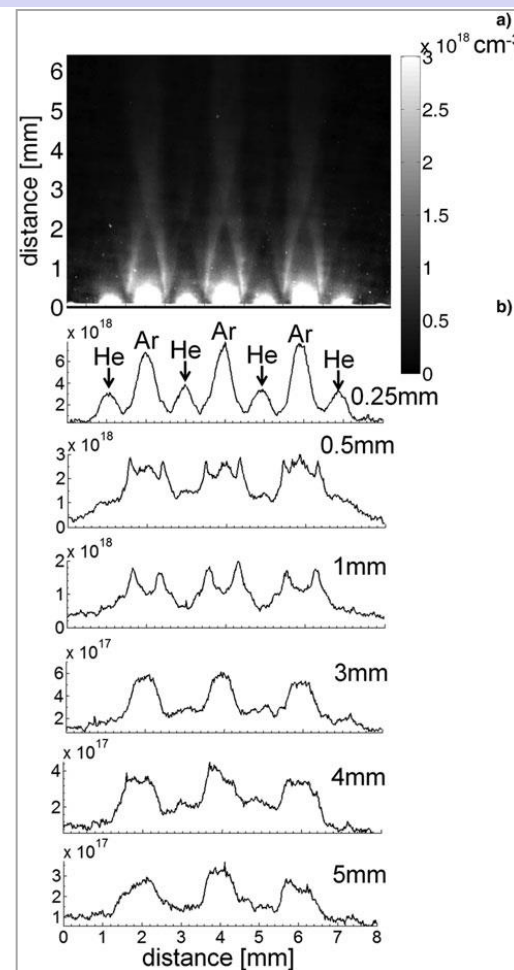 a)
x 10^18 cm^-3
6
5
4
3
2
1
0
distance [mm]
3
2.5
2
1.5
1
0.5
0
b)
x 10^18
He Ar He Ar He Ar He
6
4
2
0.25mm
x 10^18
0.5mm
3
2
1
0
x 10^18
1mm
2
1
0
x 10^17
3mm
6
4
2
x 10^17
4mm
4
2
x 10^17
5mm
3
2
1
0 1 2 3 4 5 6 7 8
distance [mm]